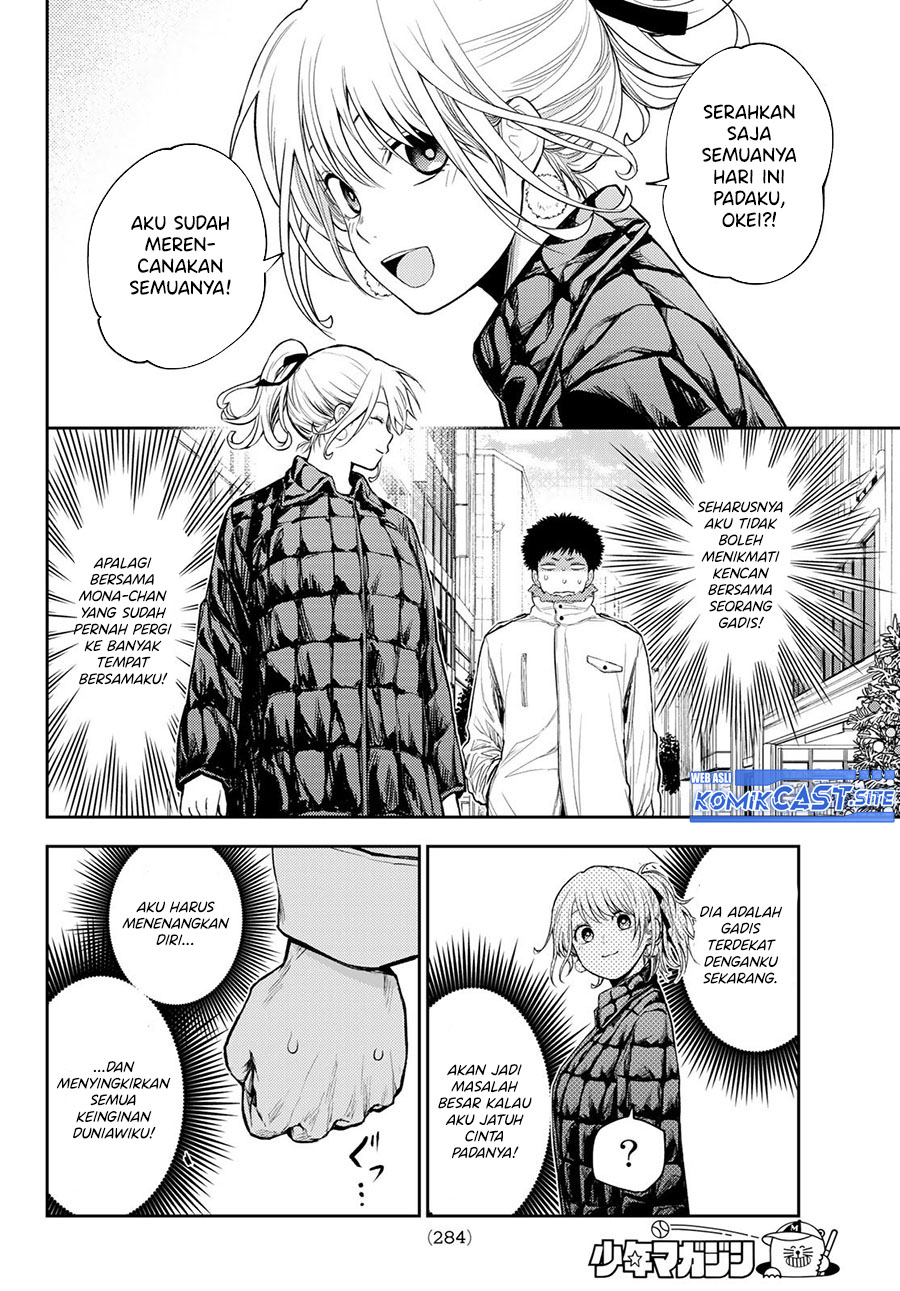 SERAHKAN
SAJA
SEMUANYA
HARI INI
PADAKU,
OKEI?!
AKU SUDAH
MEREN-
CANAKAN
SEMUANYA!
SEHARUSNYA
AKU TIDAK
BOLEH
MENIKMATI
KENCAN
BERSAMA
SEORANG
GADIS!
APALAGI
BERSAMA
MONA-CHAN
YANG SUDAH
PERNAH PERGI
KE BANYAK
TEMPAT
BERSAMAKU!
WEB ASLI
KOMIKCAST.SITE
DIA ADALAH
GADIS
TERDEKAT
DENGANKU
SEKARANG.
AKAN JADI
MASALAH
BESAR KALAU
AKU JATUH
CINTA
PADANYA!
?
AKU HARUS
MENENANGKAN
DIRI...
...DAN
MENYINGKIRKAN
SEMUA
KEINGINAN
DUNIAWIKU!
ぐっ…
(284)
少年マガジン
M